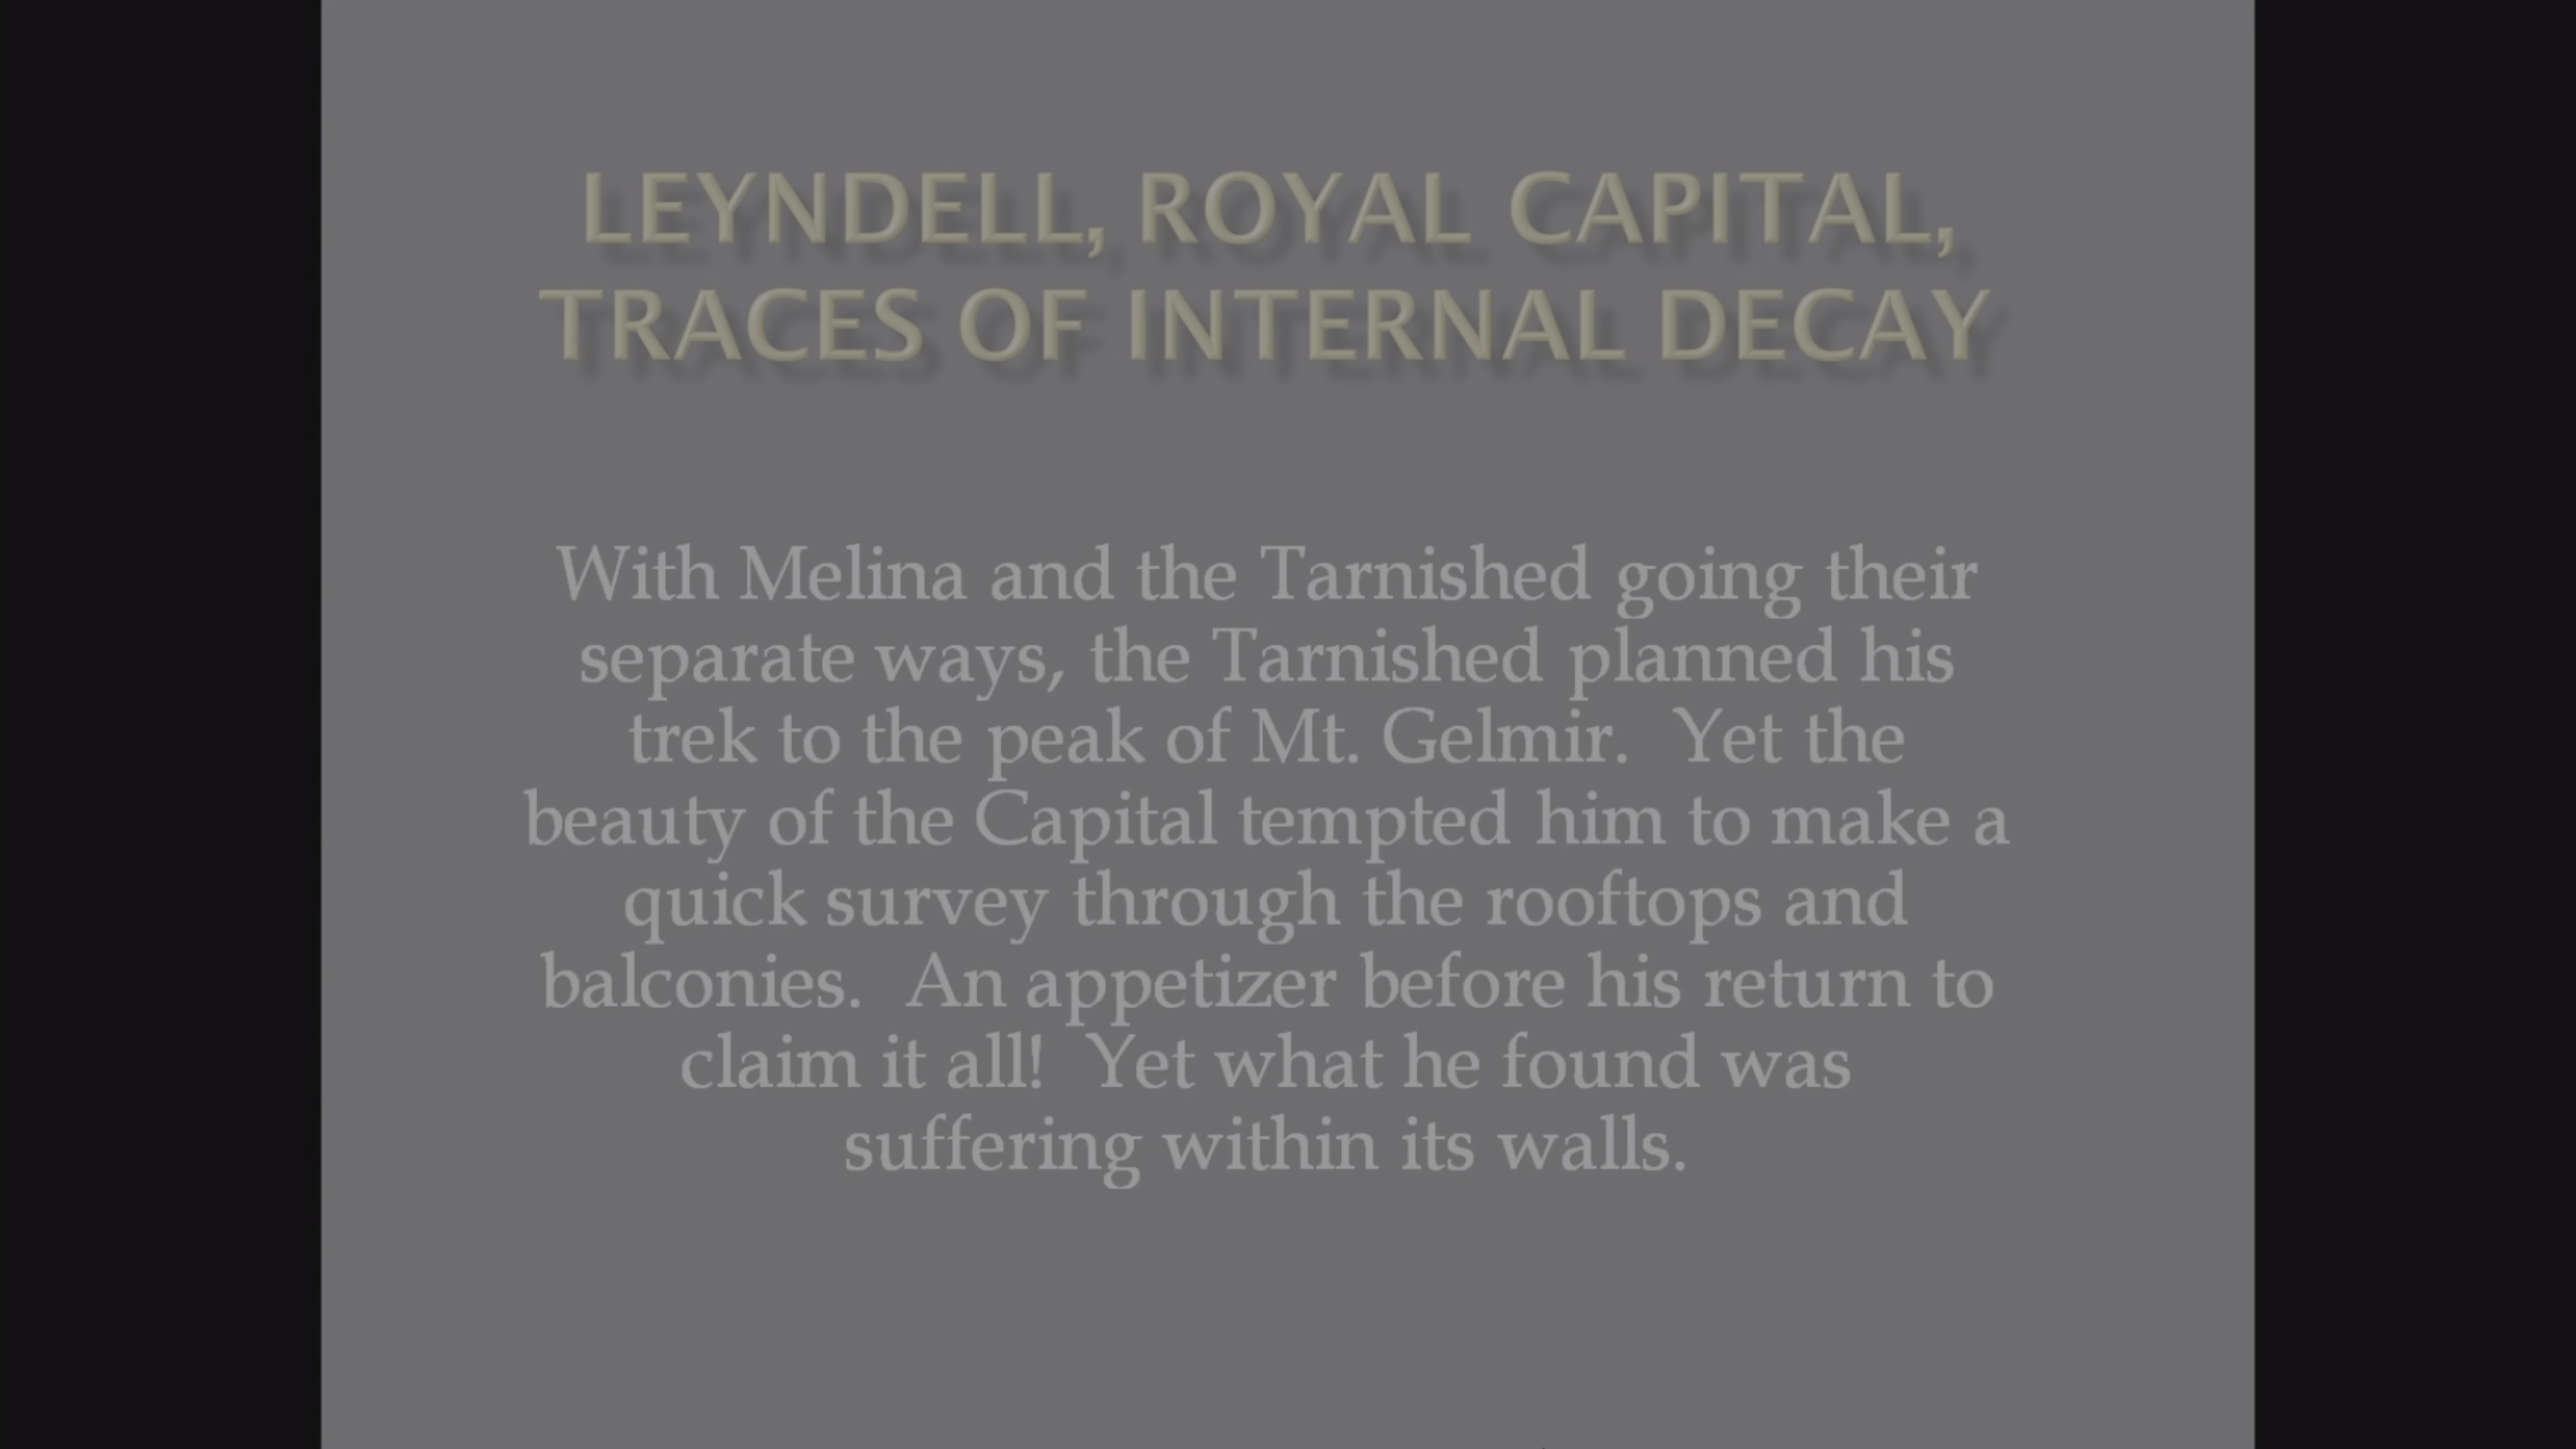 LEYNDELL, ROYAL CAPITAL,
TRACES OF INTERNAL DECAY
With Melina and the Tarnished going their
separate ways, the Tarnished planned his
trek to the peak of Mt. Gelmir.  Yet the
beauty of the Capital tempted him to make a
quick survey through the rooftops and
balconies.  An appetizer before his return to
claim it all!  Yet what he found was
suffering within its walls.